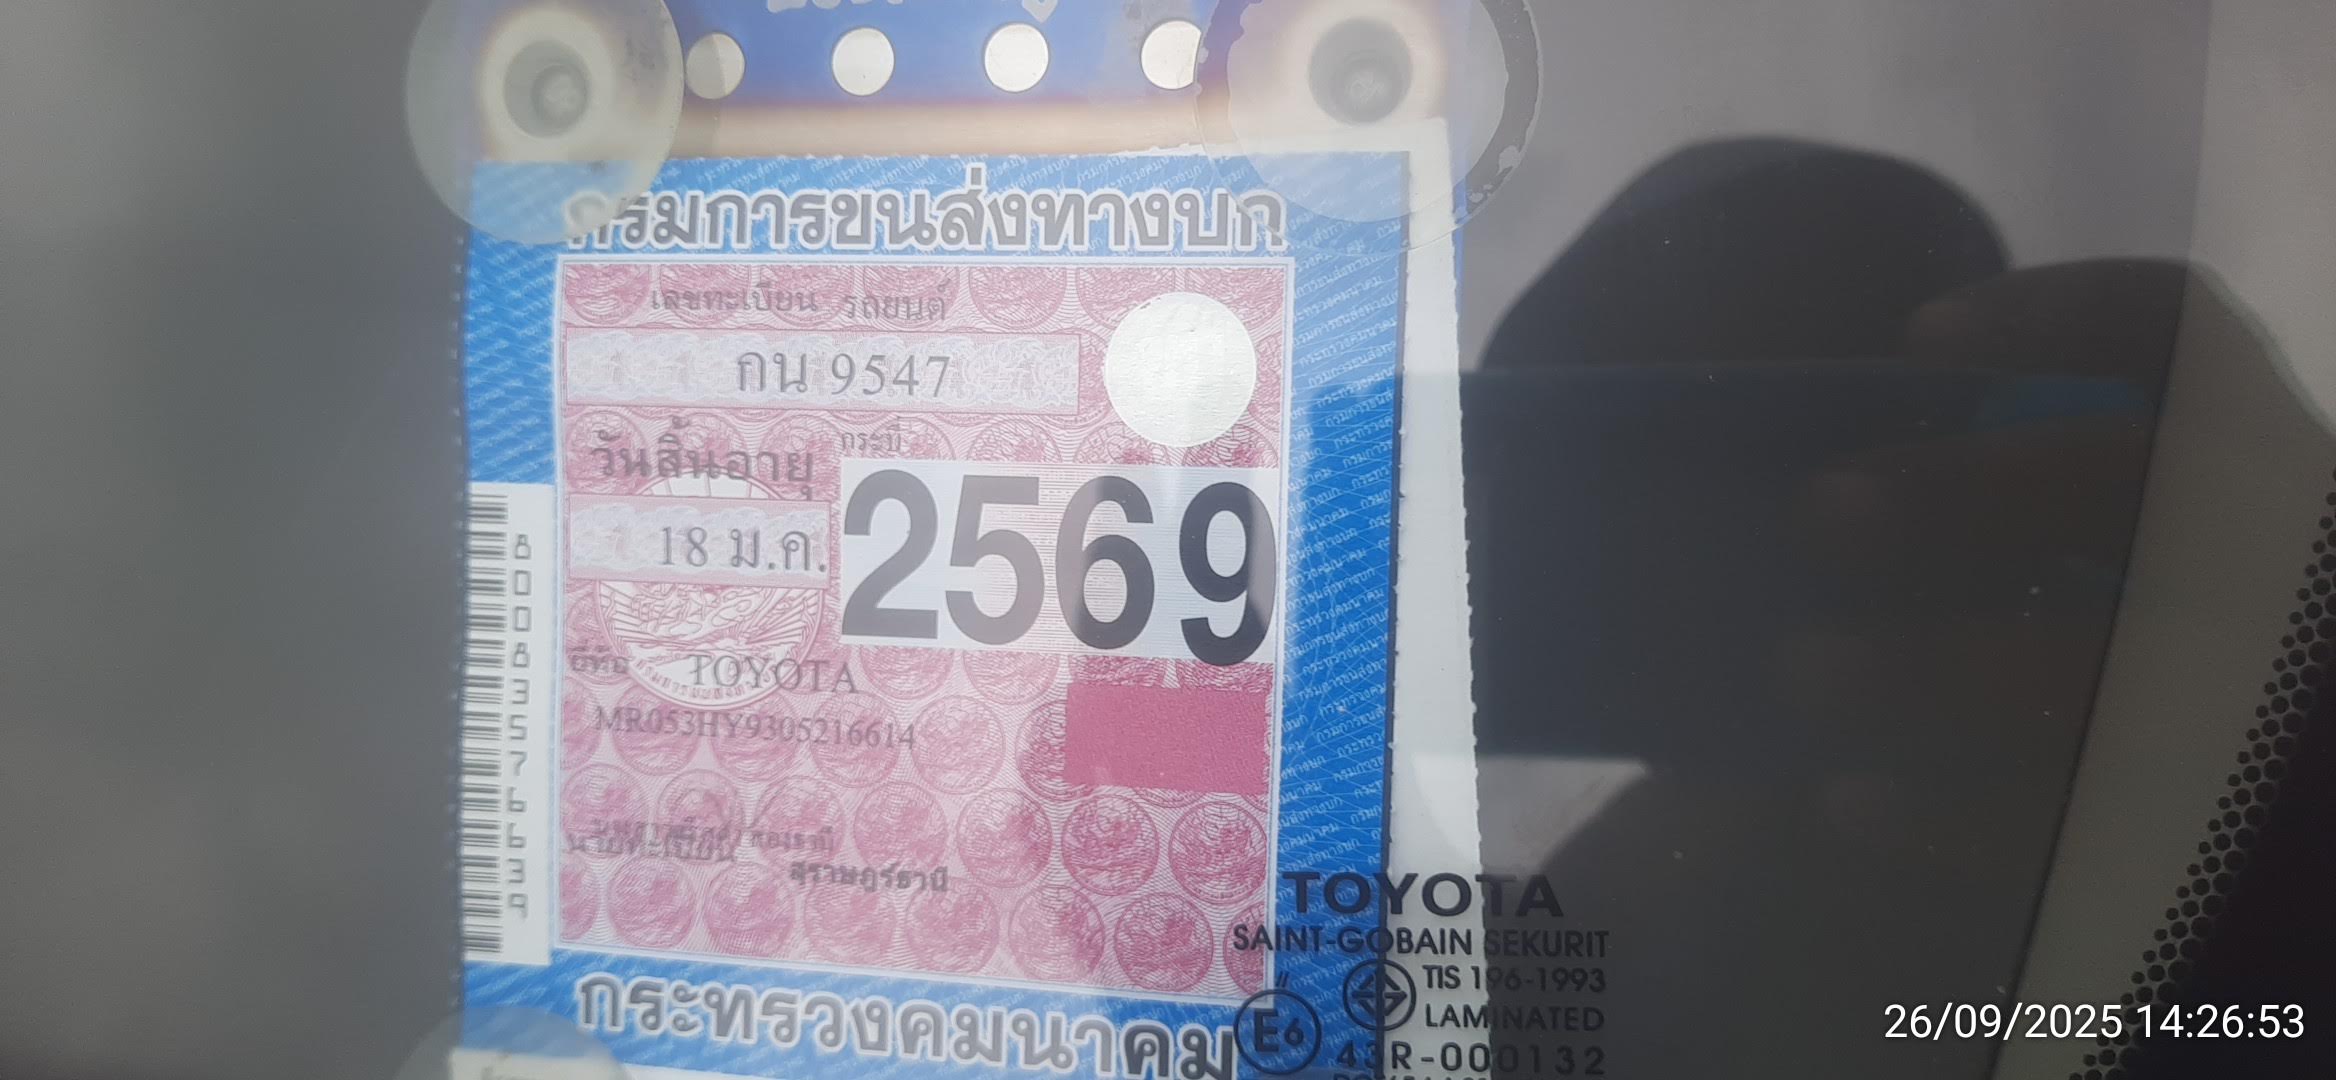 กรมการขนส่งทางบก
เลขทะเบียน รถยนต์
กน 9547
กระบี่
วันสิ้นอายุ
18 ม.ค. 2569
ยี่ห้อ TOYOTA
MR053HY9305216614
นายทะเบียน
สุราษฎร์ธานี
800835766639
กระทรวงคมนาคม
TOYOTA
SAINT-GOBAIN SEKURIT
TIS 196-1993
LAMINATED
E6
43R-000132
26/09/2025 14:26:53